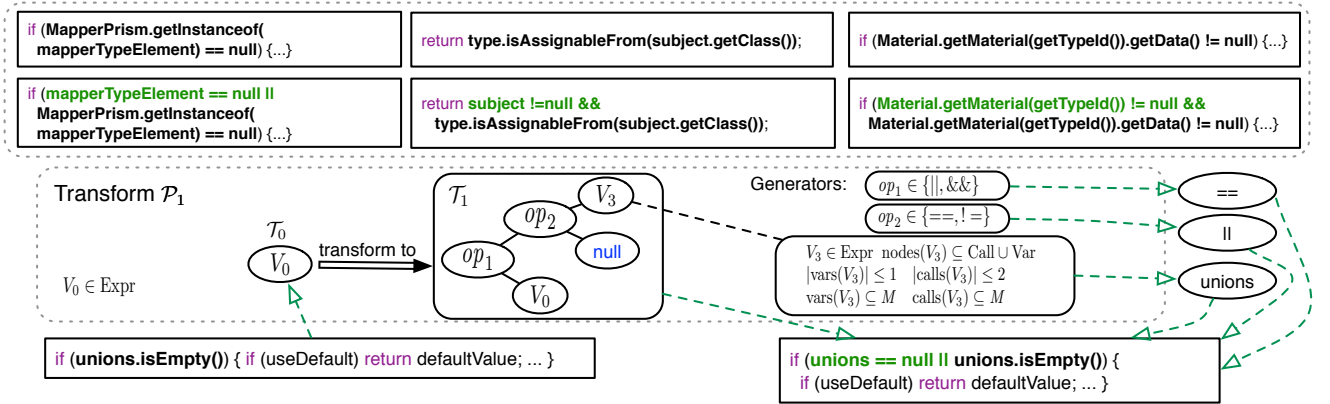 if (MapperPrism.getInstanceof(
mapperTypeElement) == null) {...}
return type.isAssignableFrom(subject.getClass());
if (Material.getMaterial(getTypeId()).getData() != null) {...}
if (mapperTypeElement == null ||
MapperPrism.getInstanceof(
mapperTypeElement) == null) {...}
return subject !=null &&
type.isAssignableFrom(subject.getClass());
if (Material.getMaterial(getTypeId()) != null &&
Material.getMaterial(getTypeId()).getData() != null) {...}
Transform 𝒫₁
𝒯₀
V₀
V₀ ∈ Expr
transform to
𝒯₁
V₃
op₂
null
op₁
V₀
Generators:
op₁ ∈ {||, &&}
op₂ ∈ {==, ! =}
V₃ ∈ Expr nodes(V₃) ⊆ Call ∪ Var
|vars(V₃)| ≤ 1 |calls(V₃)| ≤ 2
vars(V₃) ⊆ M calls(V₃) ⊆ M
==
||
unions
if (unions.isEmpty()) { if (useDefault) return defaultValue; ... }
if (unions == null || unions.isEmpty()) {
if (useDefault) return defaultValue; ... }